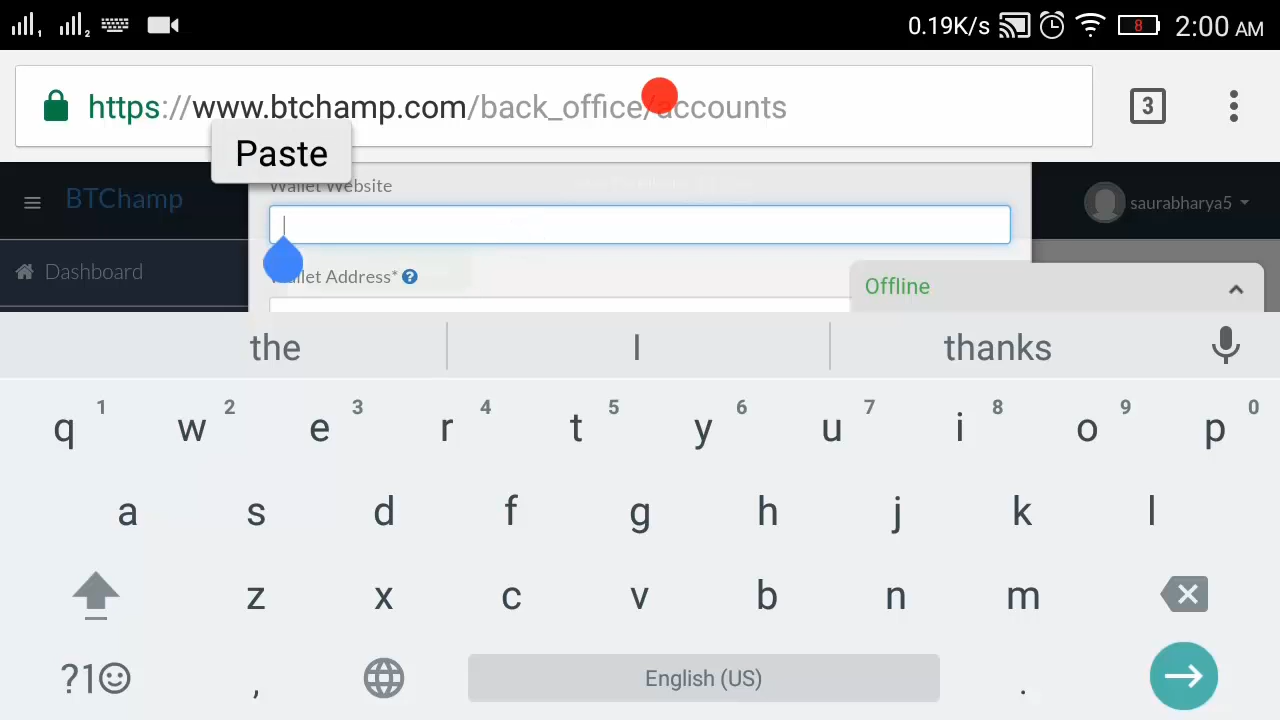 0.19K/s 8 2:00 AM
https://www.btchamp.com/back_office/accounts 3
Paste
Wallet Website
BTChamp saurabharya5
Dashboard
Wallet Address* ?
Offline
the I thanks
1 2 3 4 5 6 7 8 9 0
q w e r t y u i o p
a s d f g h j k l
z x c v b n m
?1 , English (US) .